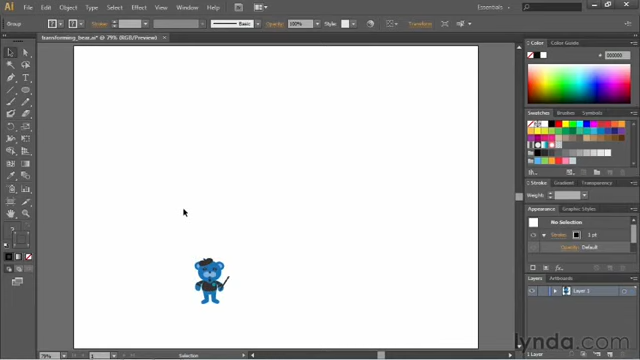 Ai File Edit Object Type Select Effect View Window Help
Essentials
Group Stroke: Basic Opacity: 100% Style: Transform
transforming_bear.ai* @ 79% (RGB/Preview) ×
Color Color Guide
000000
Swatches Brushes Symbols
Stroke Gradient Transparency
Weight:
Appearance Graphic Styles
No Selection
Stroke: 1 pt
Opacity: Default
Layers Artboards
Layer 1
lynda.com
79% 1 Selection
1 Layer